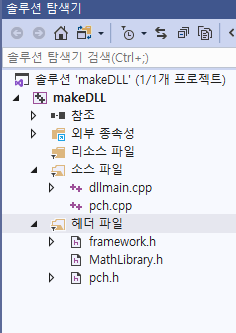 솔루션 탐색기
솔루션 탐색기 검색(Ctrl+;)
솔루션 'makeDLL' (1/1개 프로젝트)
makeDLL
참조
외부 종속성
리소스 파일
소스 파일
dllmain.cpp
pch.cpp
헤더 파일
framework.h
MathLibrary.h
pch.h